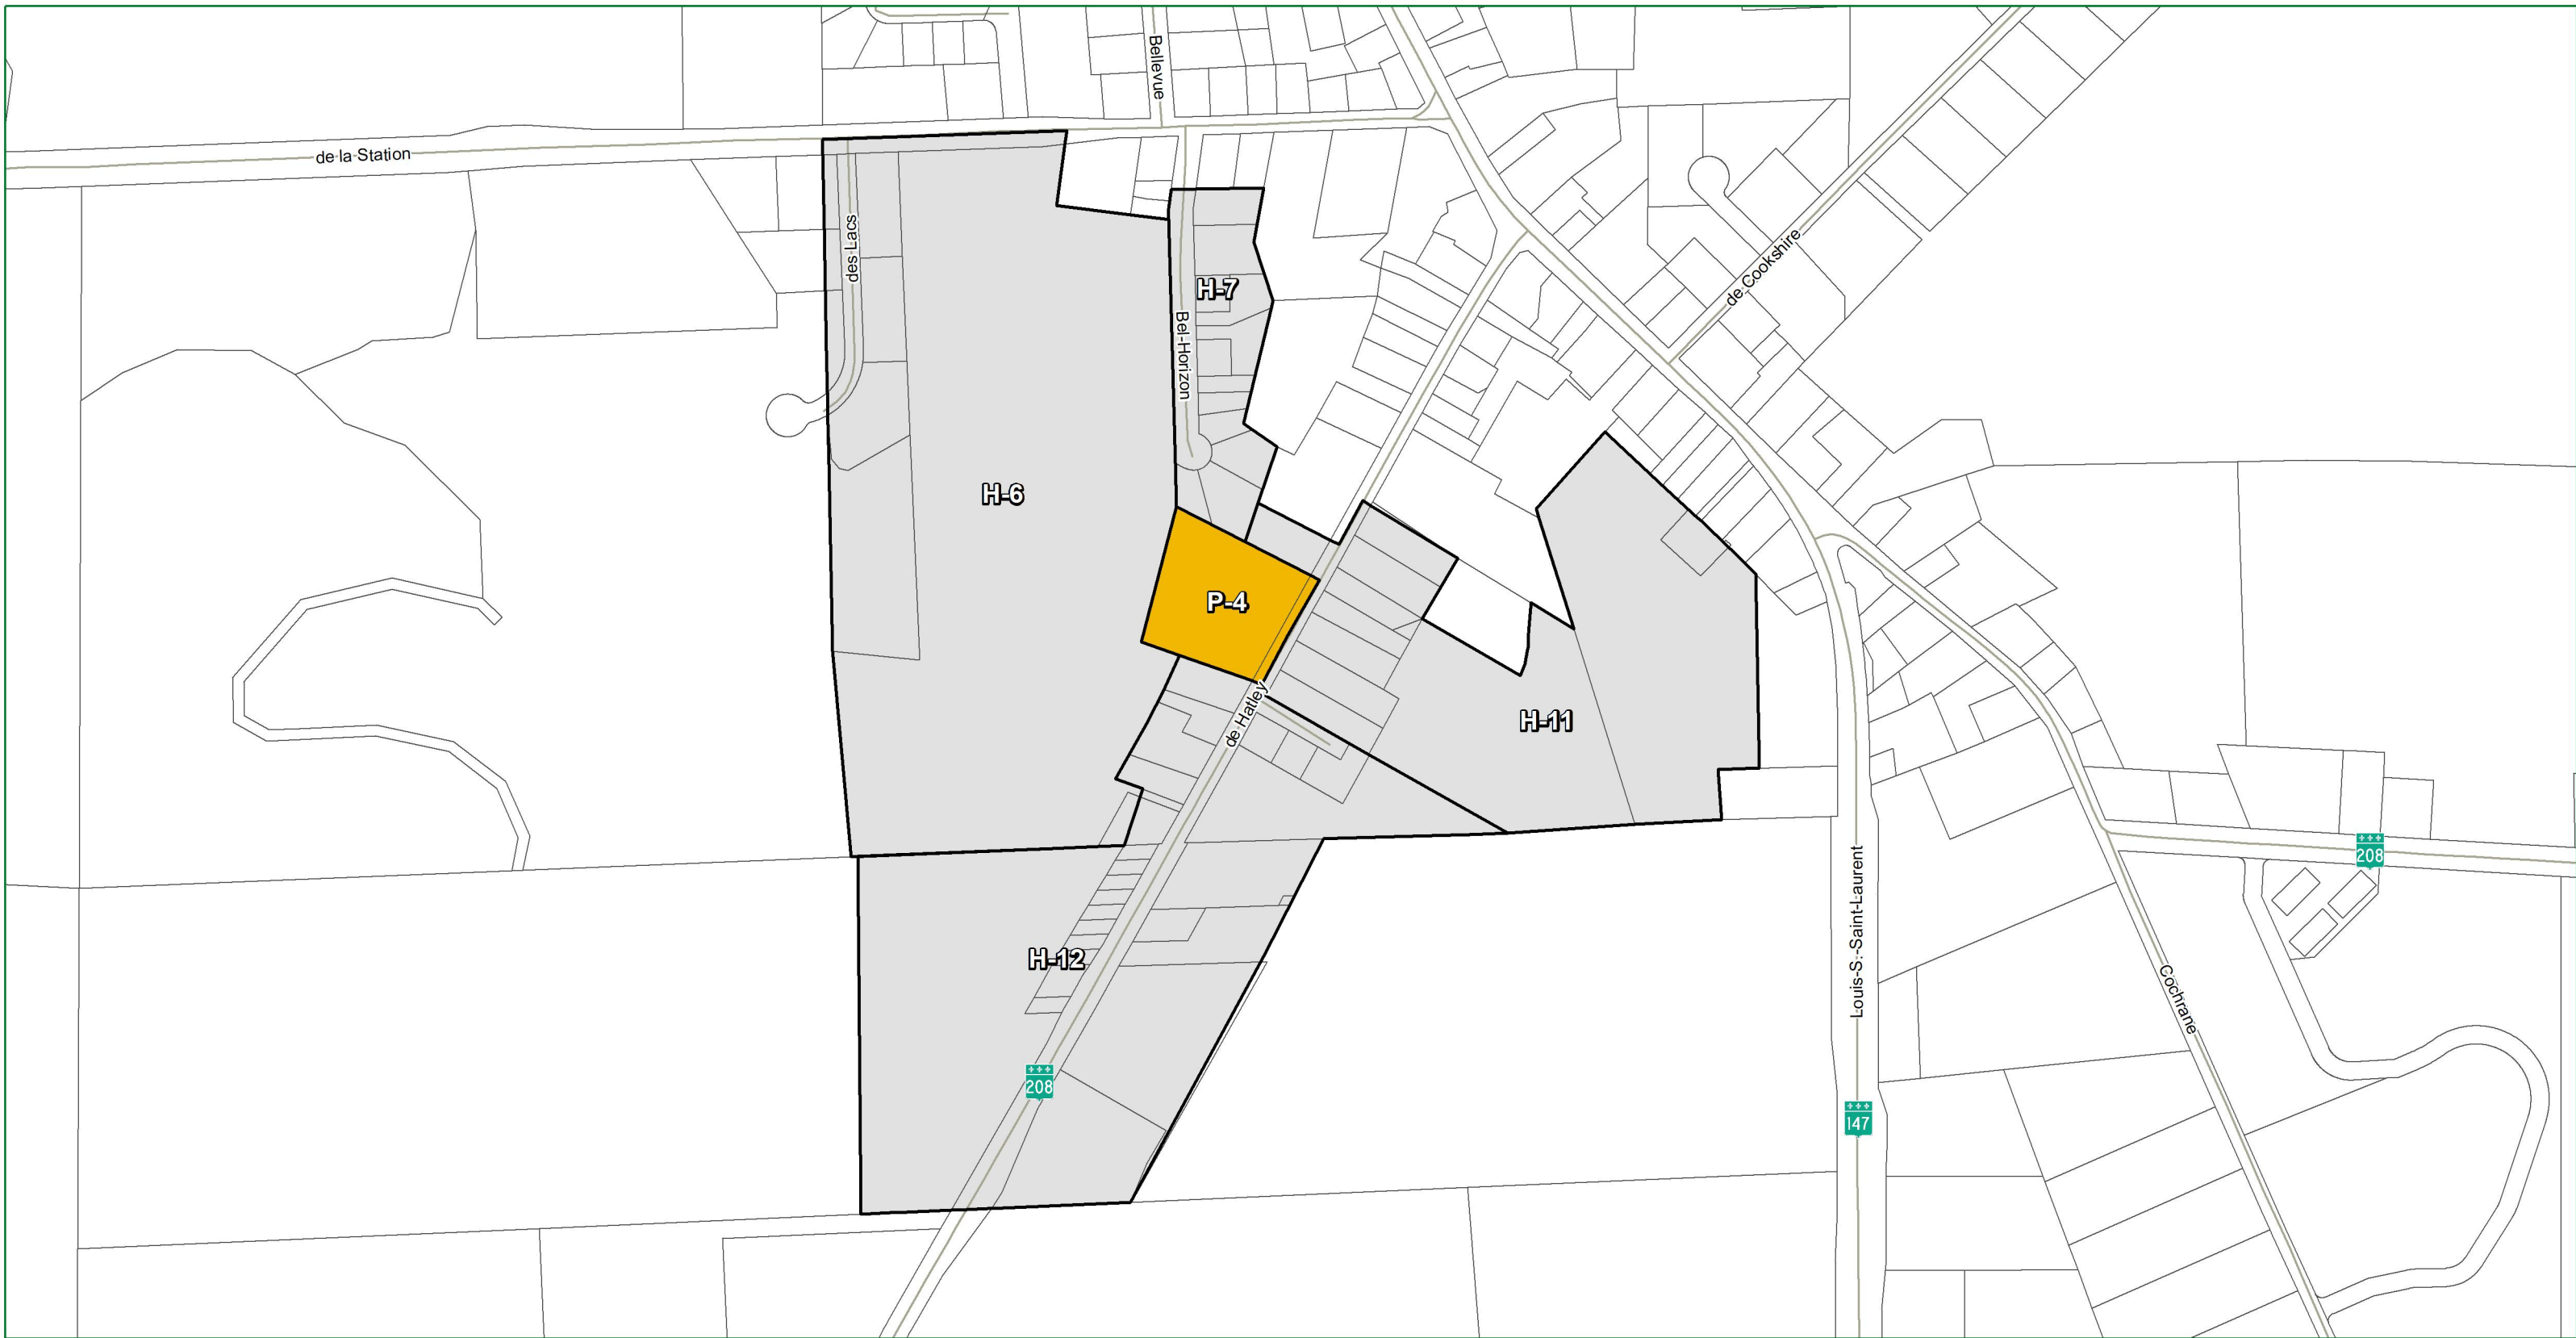 Bellevue
de la Station
des Lacs
de Cookshire
H-7
Bel-Horizon
H-6
P-4
de Hatley
H-11
208
Louis-S.-Saint-Laurent
H-12
Cochrane
208
147